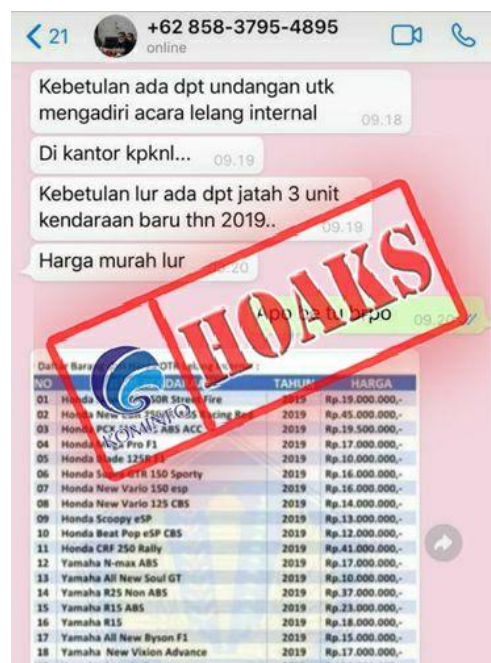 21
+62 858-3795-4895
online
Kebetulan ada dpt undangan utk
mengadiri acara lelang internal
09.18
Di kantor kpknl...
09.19
Kebetulan lur ada dpt jatah 3 unit
kendaraan baru thn 2019..
09.19
Harga murah lur
09.20
Apo be tu brpo
09.20
HOAKS
KOMINFO
NO
TAHUN
HARGA
01 Honda 2019 Rp.19.000.000,-
02 Honda New 2019 Rp.45.000.000,-
03 Honda PCX ABS ACC 2019 Rp.19.500.000,-
04 Honda Pro F1 2019 Rp.17.000.000,-
05 Honda Blade 125R 2019 Rp.10.000.000,-
06 Honda GTR 150 Sporty 2019 Rp.16.000.000,-
07 Honda New Vario 150 esp 2019 Rp.16.000.000,-
08 Honda New Vario 125 CBS 2019 Rp.14.000.000,-
09 Honda Scoopy eSP 2019 Rp.13.000.000,-
10 Honda Beat Pop eSP CBS 2019 Rp.12.000.000,-
11 Honda CRF 250 Rally 2019 Rp.41.000.000,-
12 Yamaha N-max ABS 2019 Rp.17.000.000,-
13 Yamaha All New Soul GT 2019 Rp.10.000.000,-
14 Yamaha R25 Non ABS 2019 Rp.37.000.000,-
15 Yamaha R15 ABS 2019 Rp.23.000.000,-
16 Yamaha R15 2019 Rp.18.000.000,-
17 Yamaha All New Byson F1 2019 Rp.15.000.000,-
18 Yamaha New Vixion Advance 2019 Rp.17.000.000,-